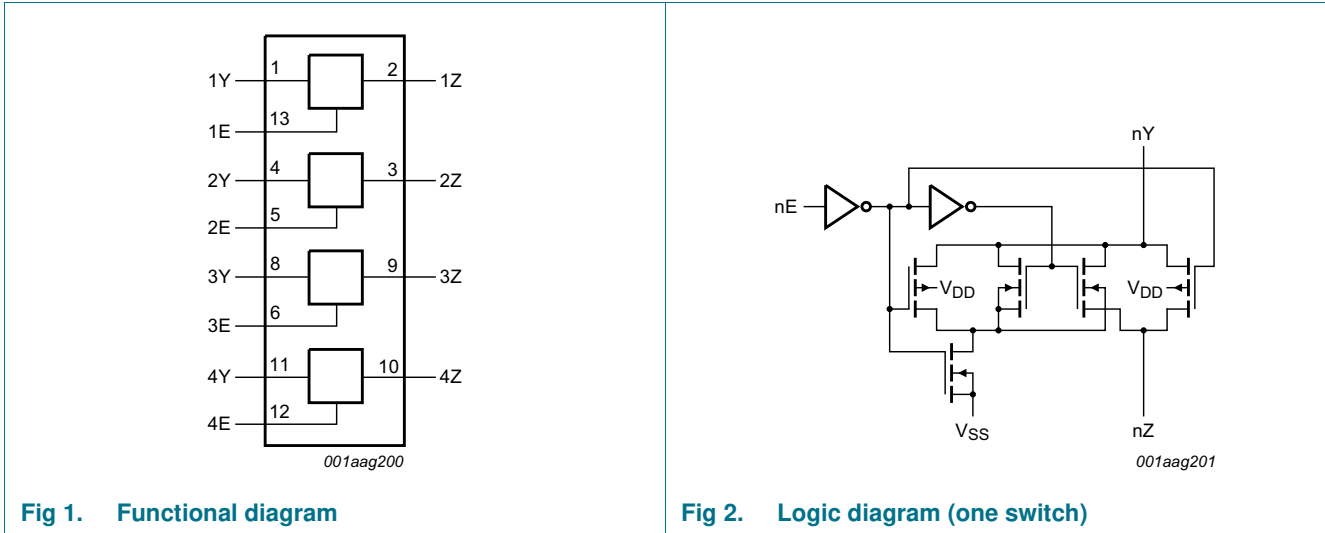 1Y 1 2 1Z
1E 13
2Y 4 3 2Z
2E 5
3Y 8 9 3Z
3E 6
4Y 11 10 4Z
4E 12
001aag200
Fig 1. Functional diagram
nY
nE
VDD VDD
VSS nZ
001aag201
Fig 2. Logic diagram (one switch)